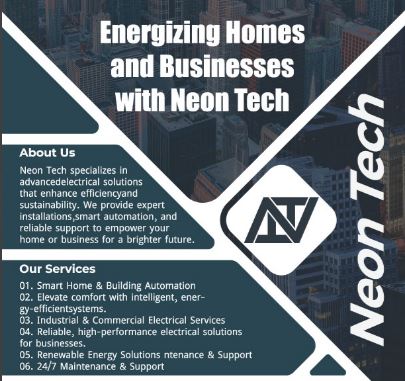 Energizing Homes
and Businesses
with Neon Tech
About Us
Neon Tech specializes in
advancedelectrical solutions
that enhance efficiencyand
sustainability. We provide expert
installations,smart automation, and
reliable support to empower your
home or business for a brighter future.
Our Services
01. Smart Home & Building Automation
02. Elevate comfort with intelligent, ener-
gy-efficientsystems.
03. Industrial & Commercial Electrical Services
04. Reliable, high-performance electrical solutions
for businesses.
05. Renewable Energy Solutions ntenance & Support
06. 24/7 Maintenance & Support
Neon Tech